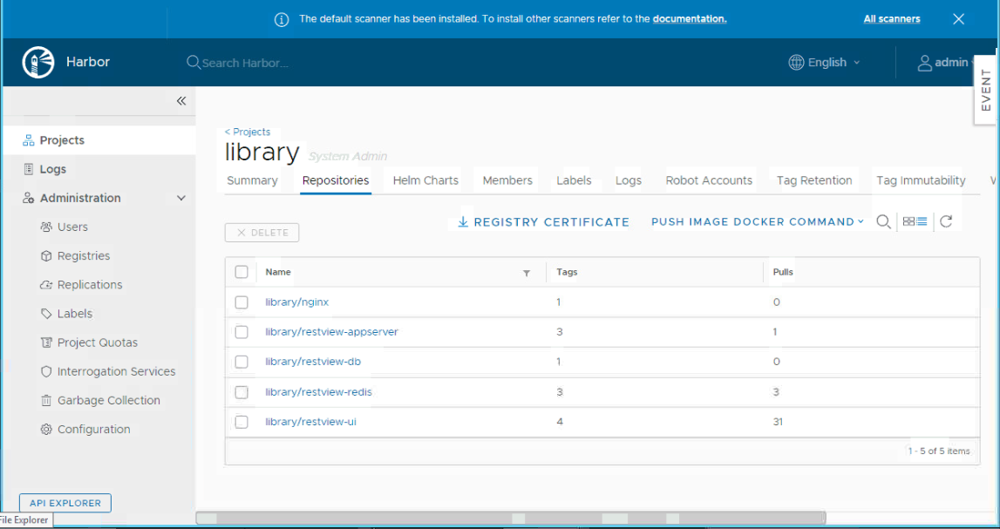 The default scanner has been installed. To install other scanners refer to the documentation. All scanners
Harbor Search Harbor... English admin
EVENT
Projects
Logs
Administration
Users
Registries
Replications
Labels
Project Quotas
Interrogation Services
Garbage Collection
Configuration
API EXPLORER
File Explorer
< Projects
library System Admin
Summary Repositories Helm Charts Members Labels Logs Robot Accounts Tag Retention Tag Immutability
REGISTRY CERTIFICATE PUSH IMAGE DOCKER COMMAND
DELETE
Name Tags Pulls
library/nginx 1 0
library/restview-appserver 3 1
library/restview-db 1 0
library/restview-redis 3 3
library/restview-ui 4 31
1 - 5 of 5 items